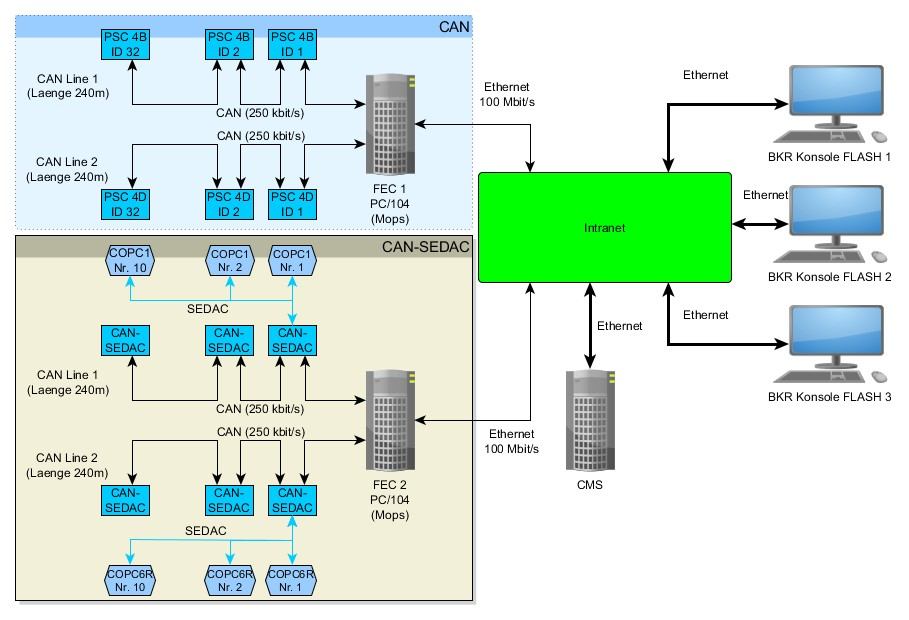 CAN
PSC 4B
ID 32
PSC 4B
ID 2
PSC 4B
ID 1
CAN Line 1
(Laenge 240m)
CAN (250 kbit/s)
CAN (250 kbit/s)
CAN Line 2
(Laenge 240m)
PSC 4D
ID 32
PSC 4D
ID 2
PSC 4D
ID 1
FEC 1
PC/104
(Mops)
Ethernet
100 Mbit/s
CAN-SEDAC
COPC1
Nr. 10
COPC1
Nr. 2
COPC1
Nr. 1
SEDAC
CAN-
SEDAC
CAN-
SEDAC
CAN-
SEDAC
CAN Line 1
(Laenge 240m)
CAN (250 kbit/s)
CAN (250 kbit/s)
CAN Line 2
(Laenge 240m)
CAN-
SEDAC
CAN-
SEDAC
CAN-
SEDAC
SEDAC
COPC6R
Nr. 10
COPC6R
Nr. 2
COPC6R
Nr. 1
FEC 2
PC/104
(Mops)
Ethernet
100 Mbit/s
Intranet
Ethernet
CMS
Ethernet
BKR Konsole FLASH 1
Ethernet
BKR Konsole FLASH 2
Ethernet
BKR Konsole FLASH 3